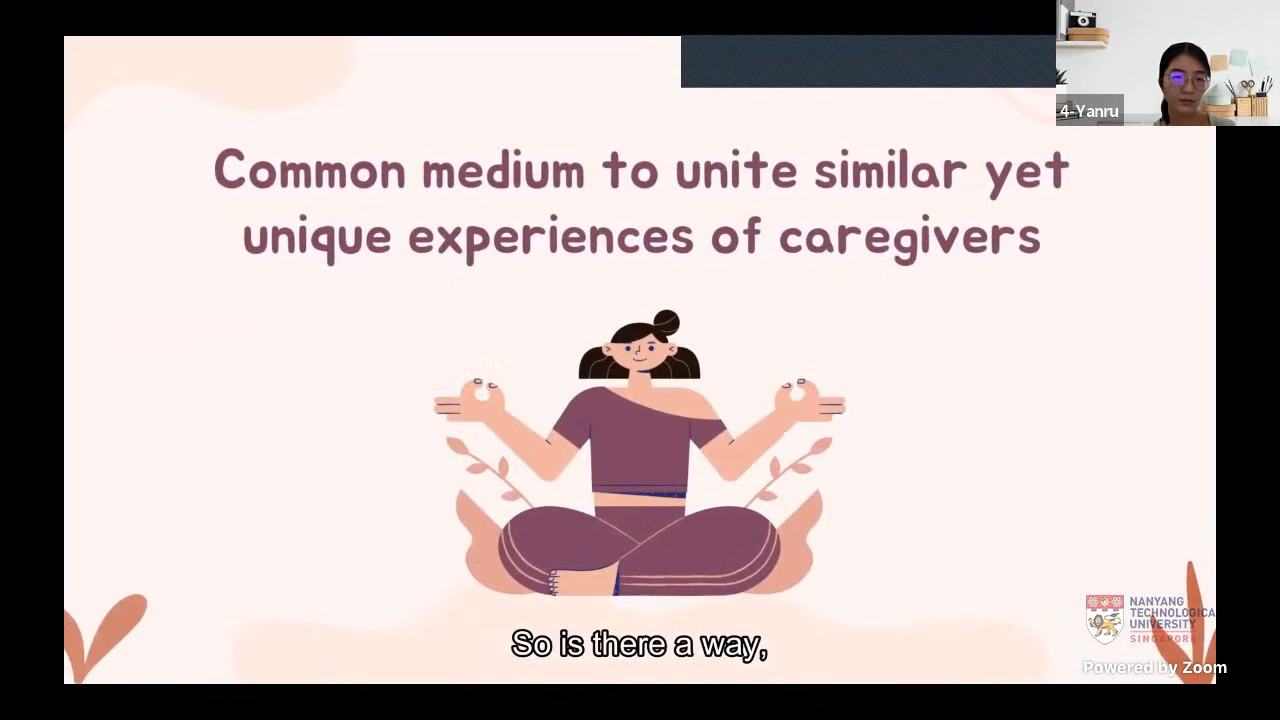 4-Yanru
Common medium to unite similar yet
unique experiences of caregivers
NANYANG
TECHNOLOGICA
UNIVERSITY
SINGAPORE
So is there a way,
Powered by Zoom